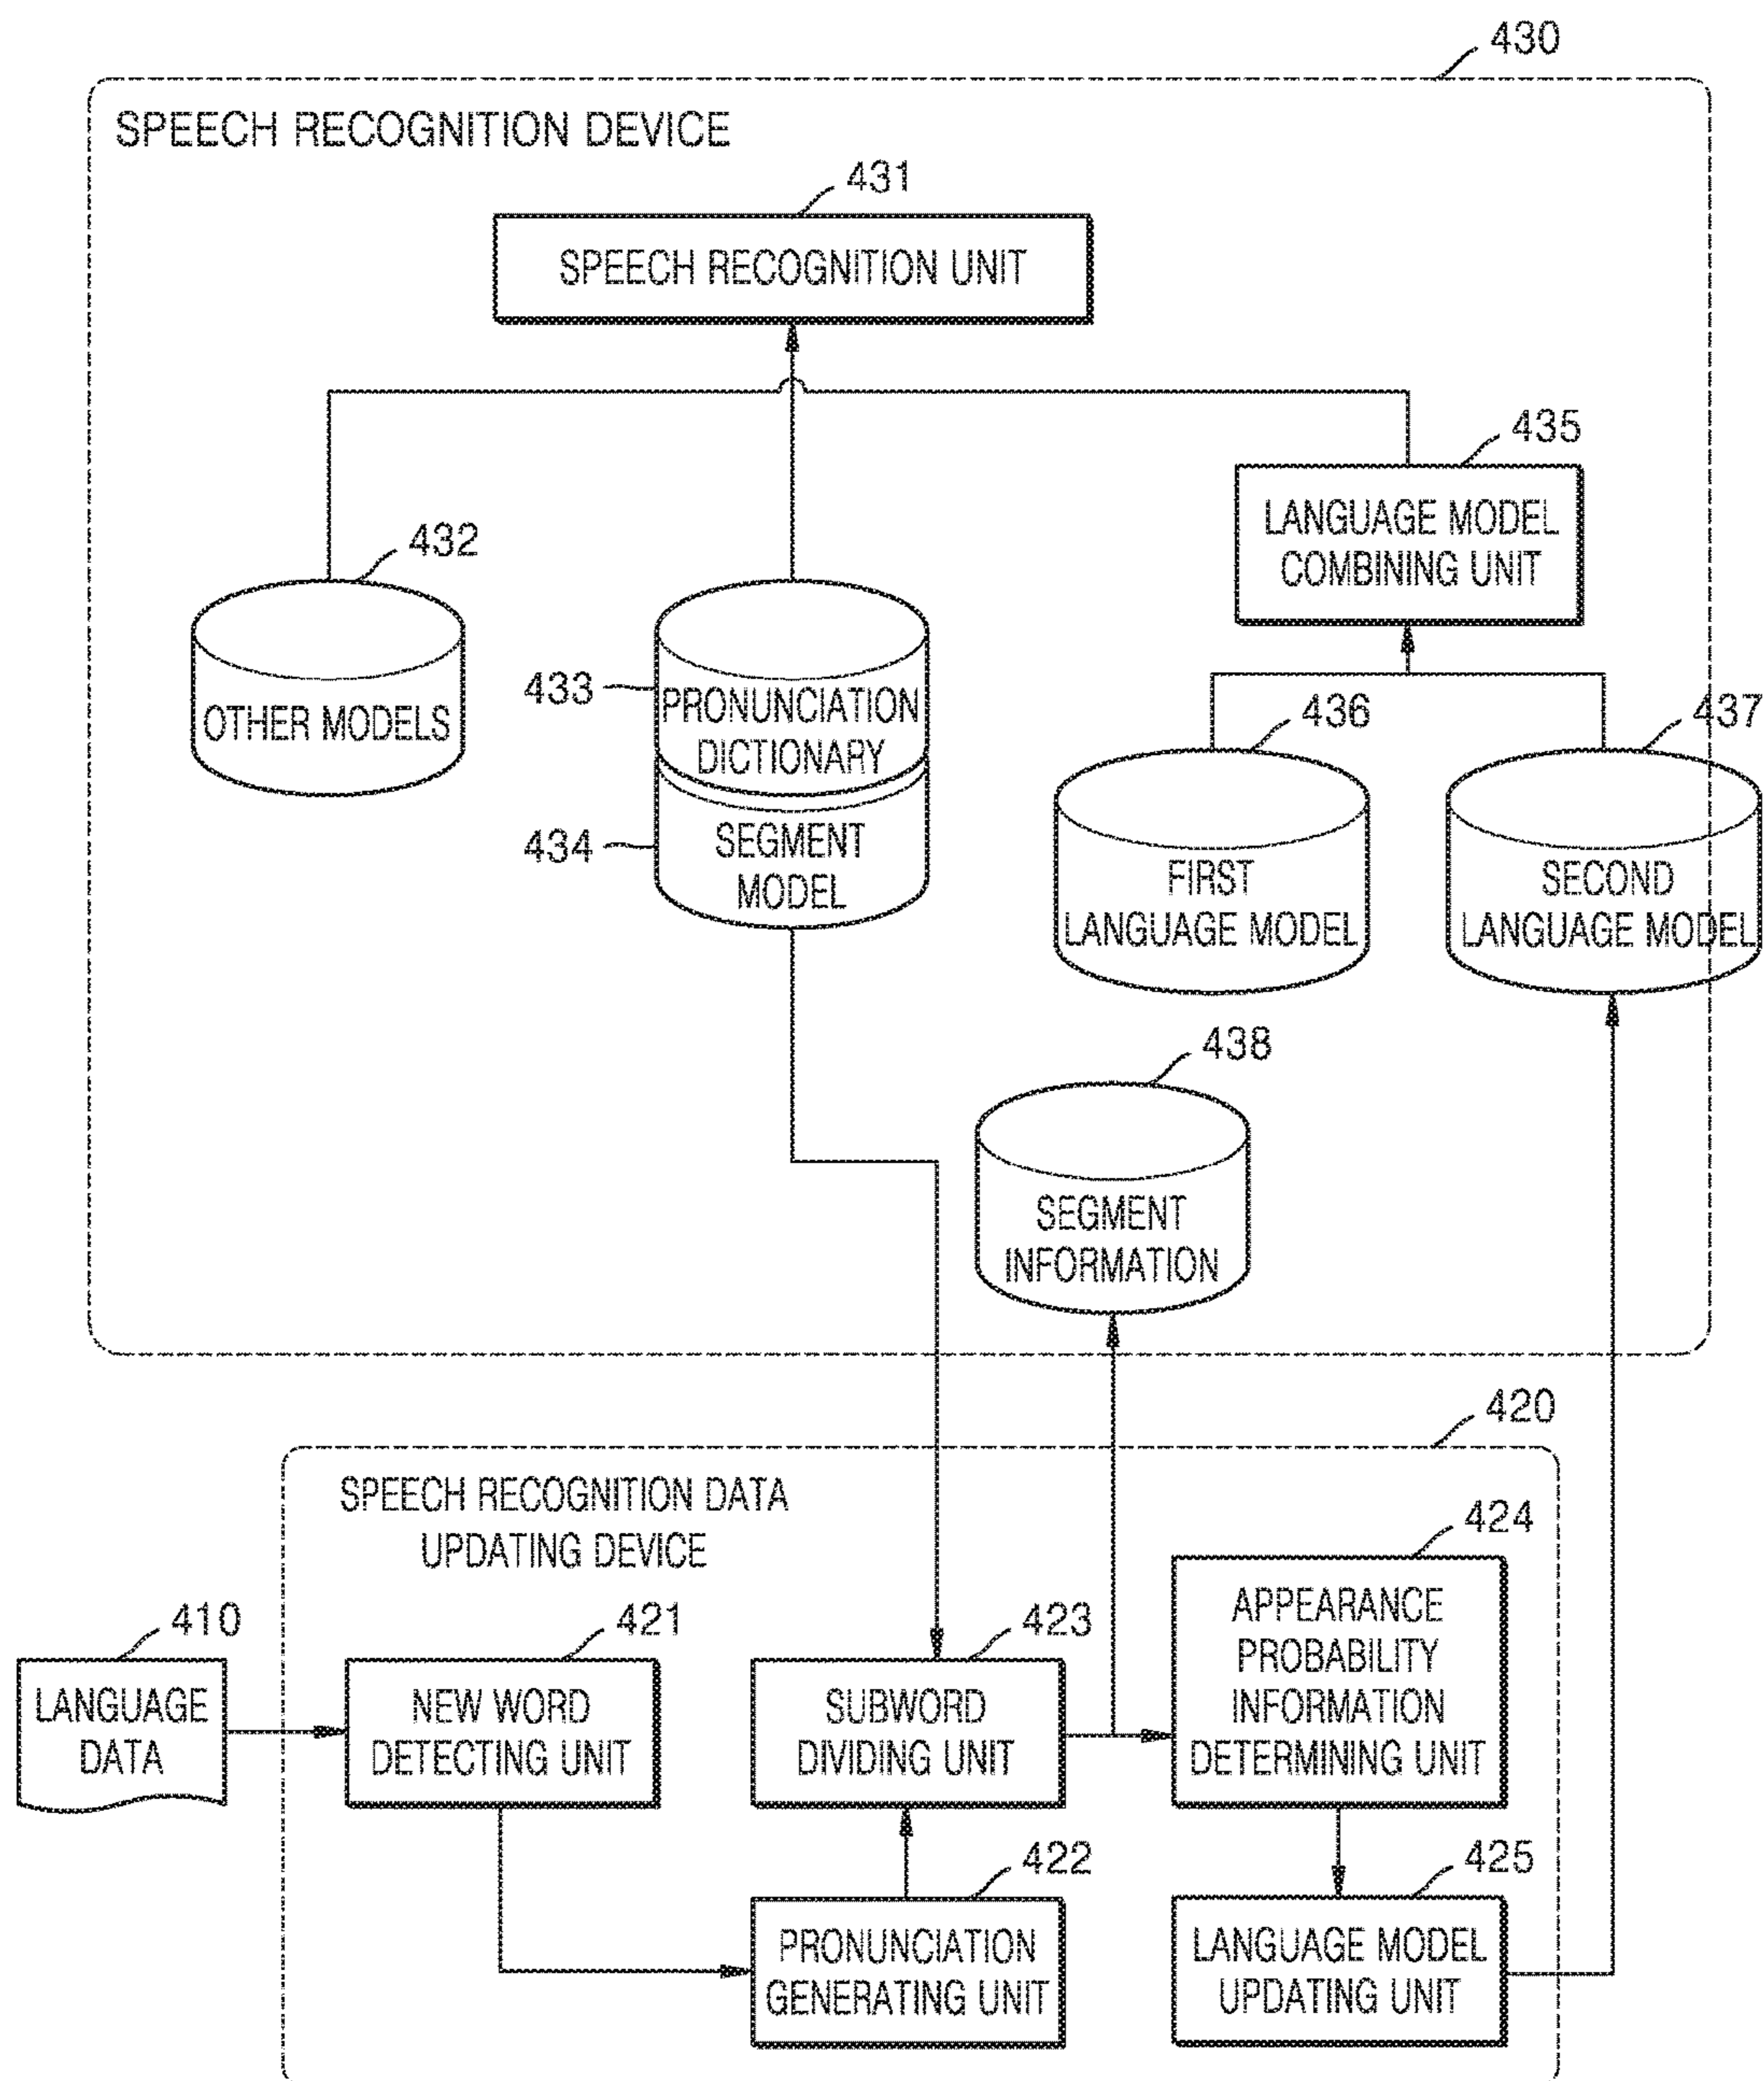 430
SPEECH RECOGNITION DEVICE
431
SPEECH RECOGNITION UNIT
435
LANGUAGE MODEL
COMBINING UNIT
432
OTHER MODELS
433
PRONUNCIATION
DICTIONARY
434
SEGMENT
MODEL
436
FIRST
LANGUAGE MODEL
437
SECOND
LANGUAGE MODEL
438
SEGMENT
INFORMATION
420
SPEECH RECOGNITION DATA
UPDATING DEVICE
410
LANGUAGE
DATA
421
NEW WORD
DETECTING UNIT
423
SUBWORD
DIVIDING UNIT
424
APPEARANCE
PROBABILITY
INFORMATION
DETERMINING UNIT
422
PRONUNCIATION
GENERATING UNIT
425
LANGUAGE MODEL
UPDATING UNIT